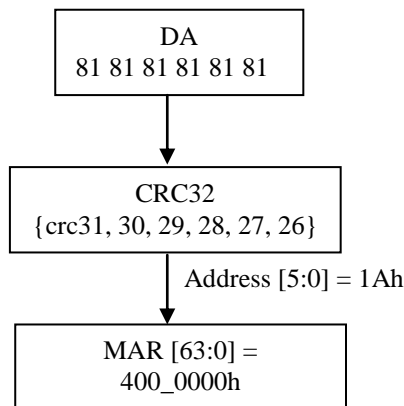 DA
81 81 81 81 81 81
CRC32
{crc31, 30, 29, 28, 27, 26}
Address [5:0] = 1Ah
MAR [63:0] =
400_0000h